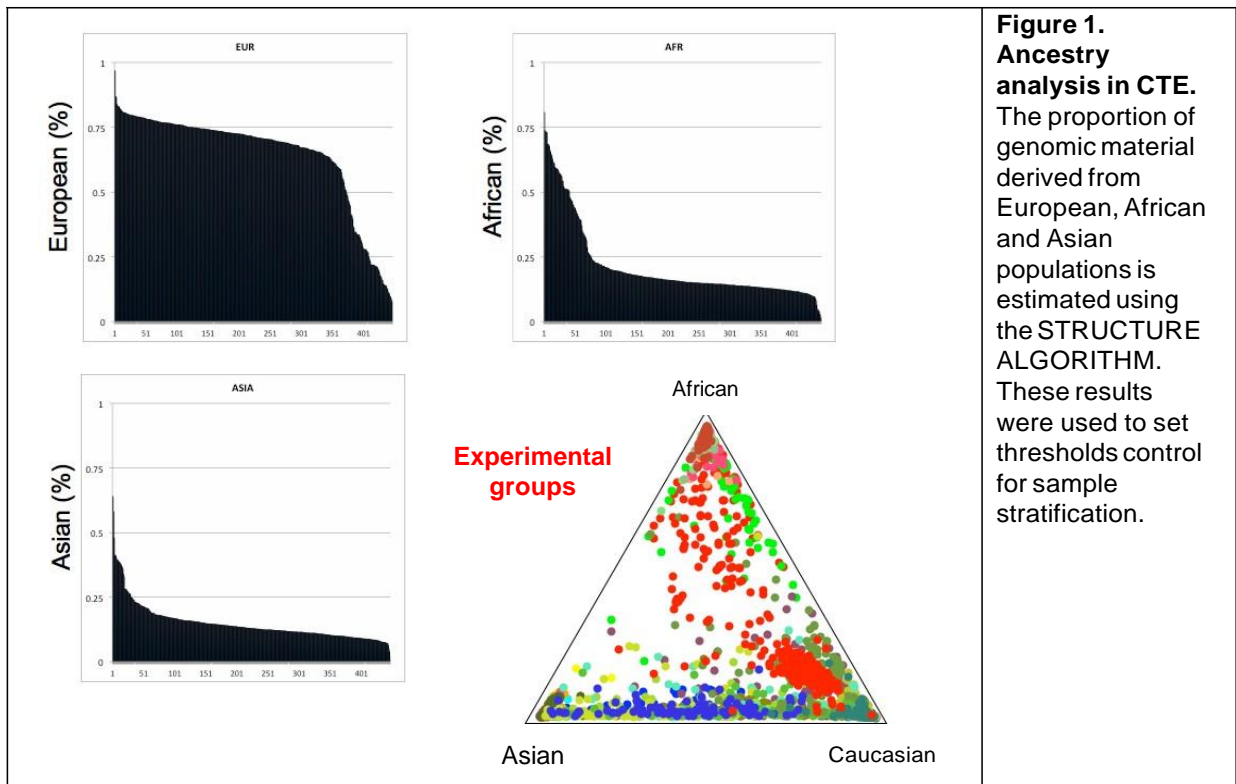 EUR
European (%)
1
0.75
0.5
0.25
0
1 51 101 151 201 251 301 351 401
AFR
African (%)
1
0.75
0.5
0.25
0
1 51 101 151 201 251 301 351 401
ASIA
Asian (%)
1
0.75
0.5
0.25
0
1 51 101 151 201 251 301 351 401
Experimental
groups
African
Asian
Caucasian
Figure 1.
Ancestry
analysis in CTE.
The proportion of
genomic material
derived from
European, African
and Asian
populations is
estimated using
the STRUCTURE
ALGORITHM.
These results
were used to set
thresholds control
for sample
stratification.